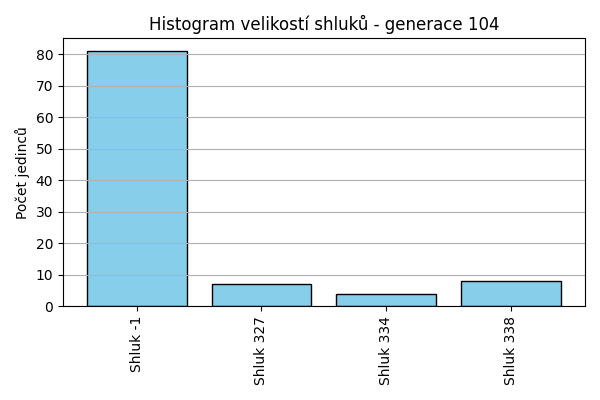 Histogram velikostí shluků - generace 104
Počet jedinců
80
70
60
50
40
30
20
10
0
Shluk -1
Shluk 327
Shluk 334
Shluk 338